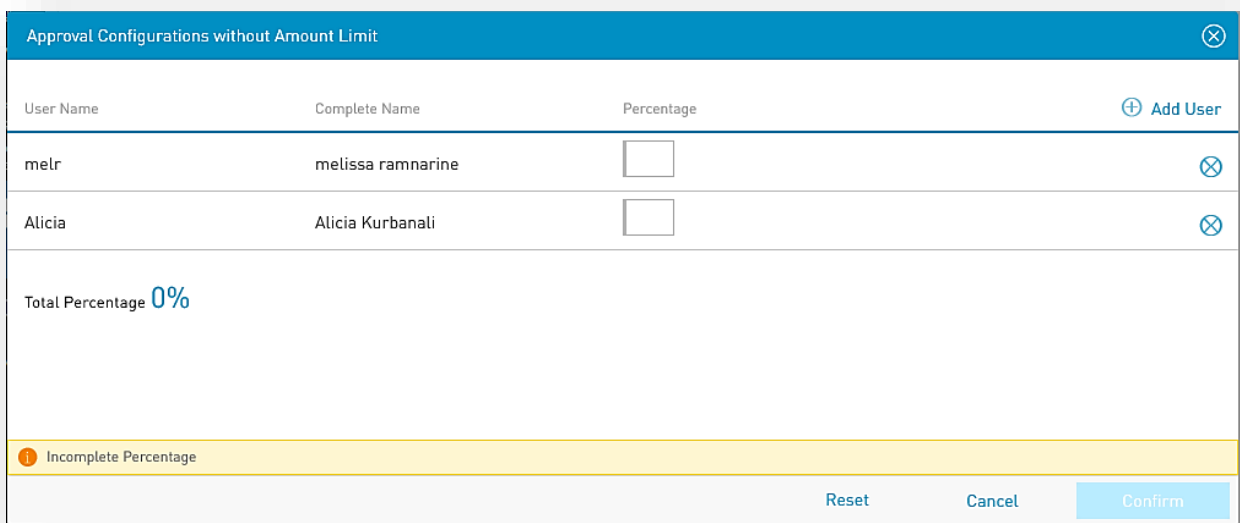 Approval Configurations without Amount Limit
User Name Complete Name Percentage Add User
melr melissa ramnarine
Alicia Alicia Kurbanali
Total Percentage 0%
Incomplete Percentage
Reset Cancel Confirm